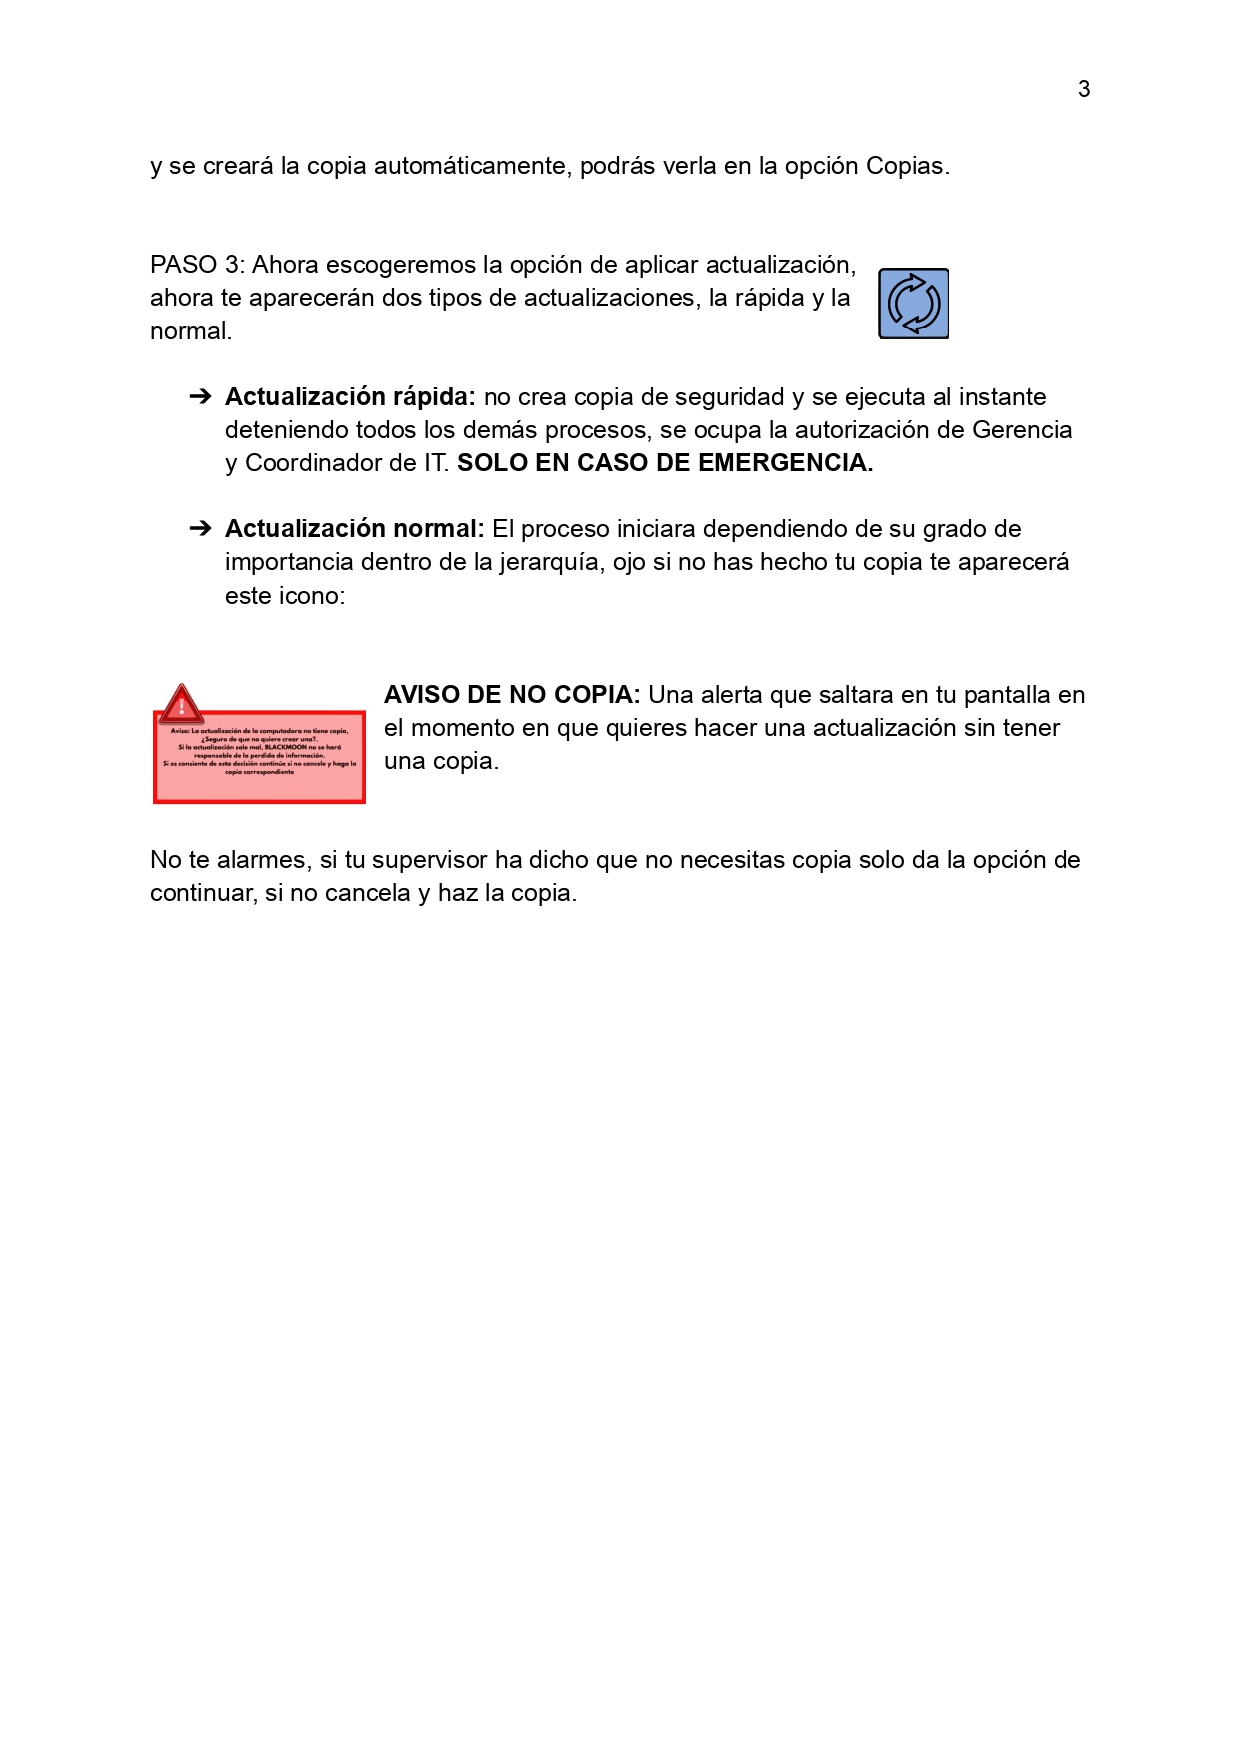 3
y se creará la copia automáticamente, podrás verla en la opción Copias.
PASO 3: Ahora escogeremos la opción de aplicar actualización,
ahora te aparecerán dos tipos de actualizaciones, la rápida y la
normal.
➔ Actualización rápida: no crea copia de seguridad y se ejecuta al instante
deteniendo todos los demás procesos, se ocupa la autorización de Gerencia
y Coordinador de IT. SOLO EN CASO DE EMERGENCIA.
➔ Actualización normal: El proceso iniciara dependiendo de su grado de
importancia dentro de la jerarquía, ojo si no has hecho tu copia te aparecerá
este icono:
!
Aviso: La actualización de la computadora no tiene copia,
¿Seguro de que no quiere crear una?.
Si la actualización sale mal, BLACKMOON no se hará
responsable de la perdida de información.
Si es consiente de esta decisión continúe si no cancele y haga la
copia correspondiente
AVISO DE NO COPIA: Una alerta que saltara en tu pantalla en
el momento en que quieres hacer una actualización sin tener
una copia.
No te alarmes, si tu supervisor ha dicho que no necesitas copia solo da la opción de
continuar, si no cancela y haz la copia.